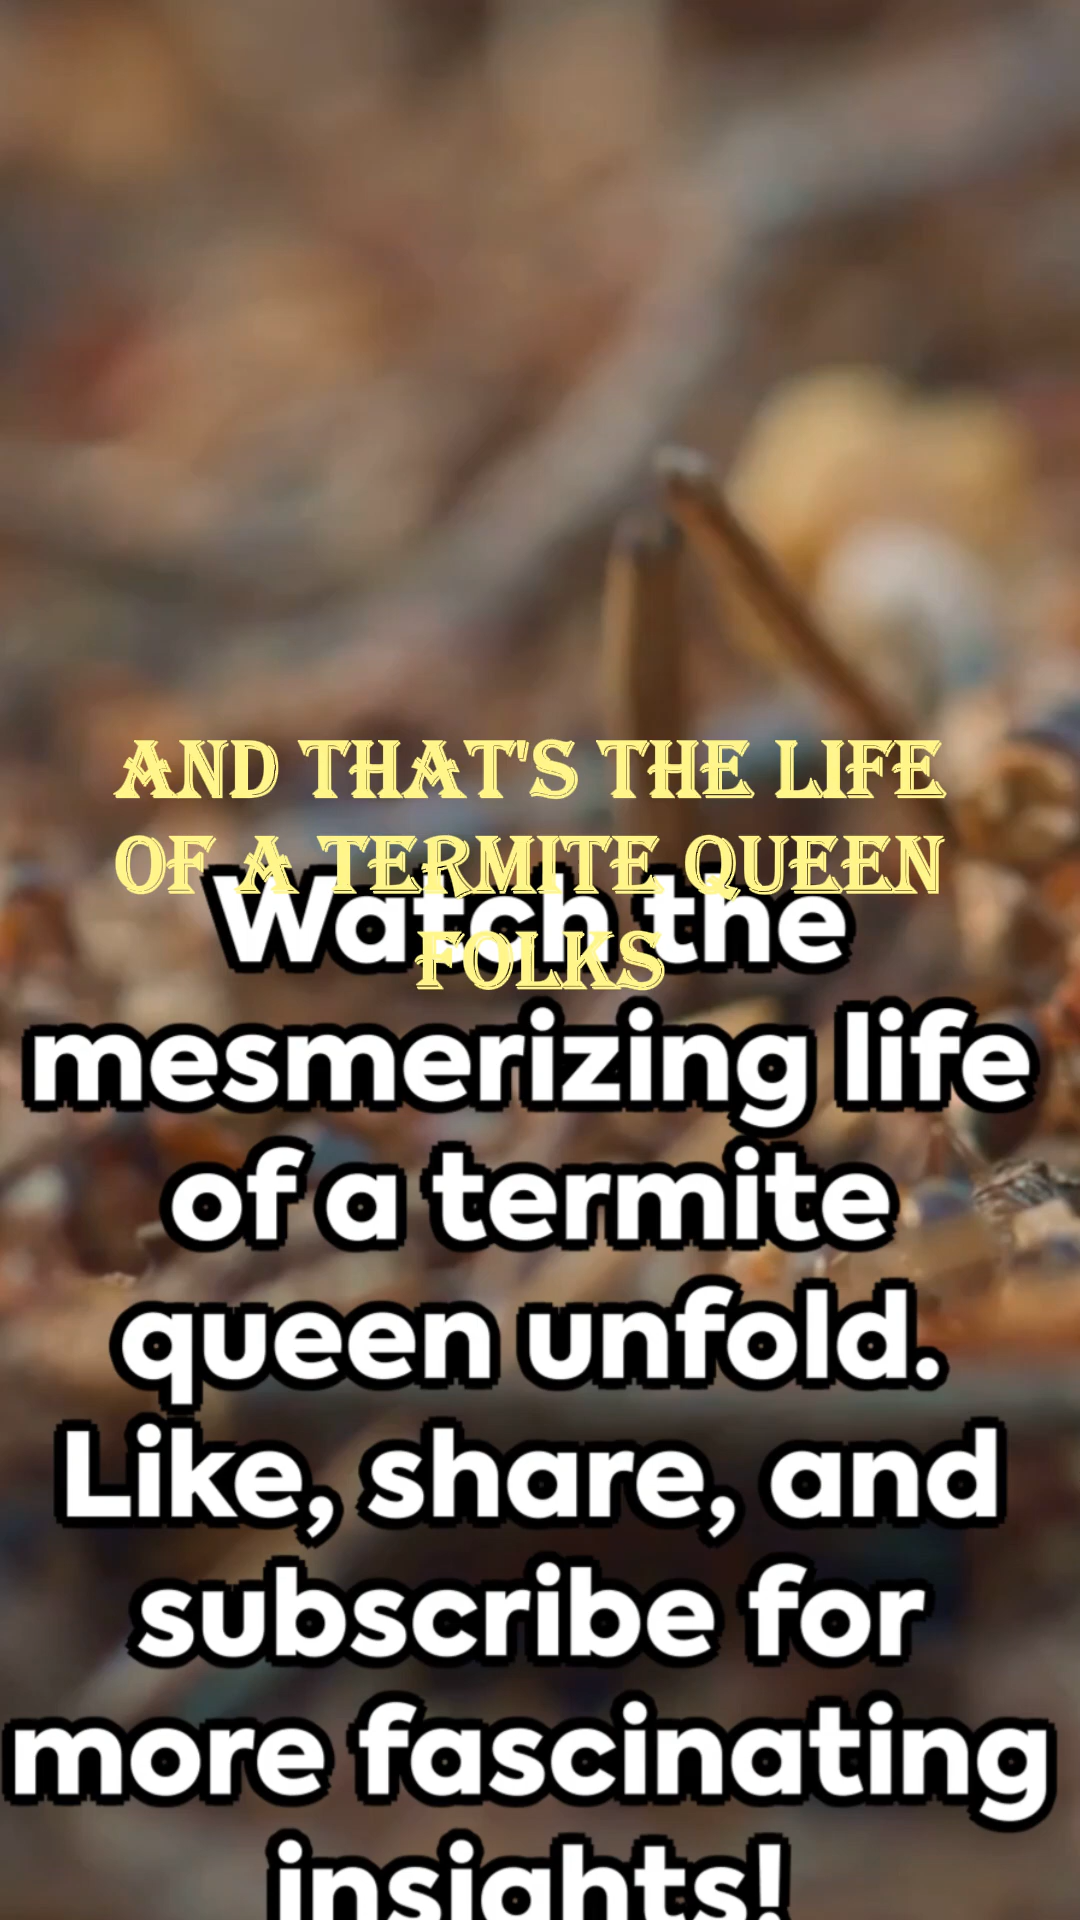 AND THAT'S THE LIFE
OF A TERMITE QUEEN
FOLKS
Watch the
mesmerizing life
of a termite
queen unfold.
Like, share, and
subscribe for
more fascinating
insights!